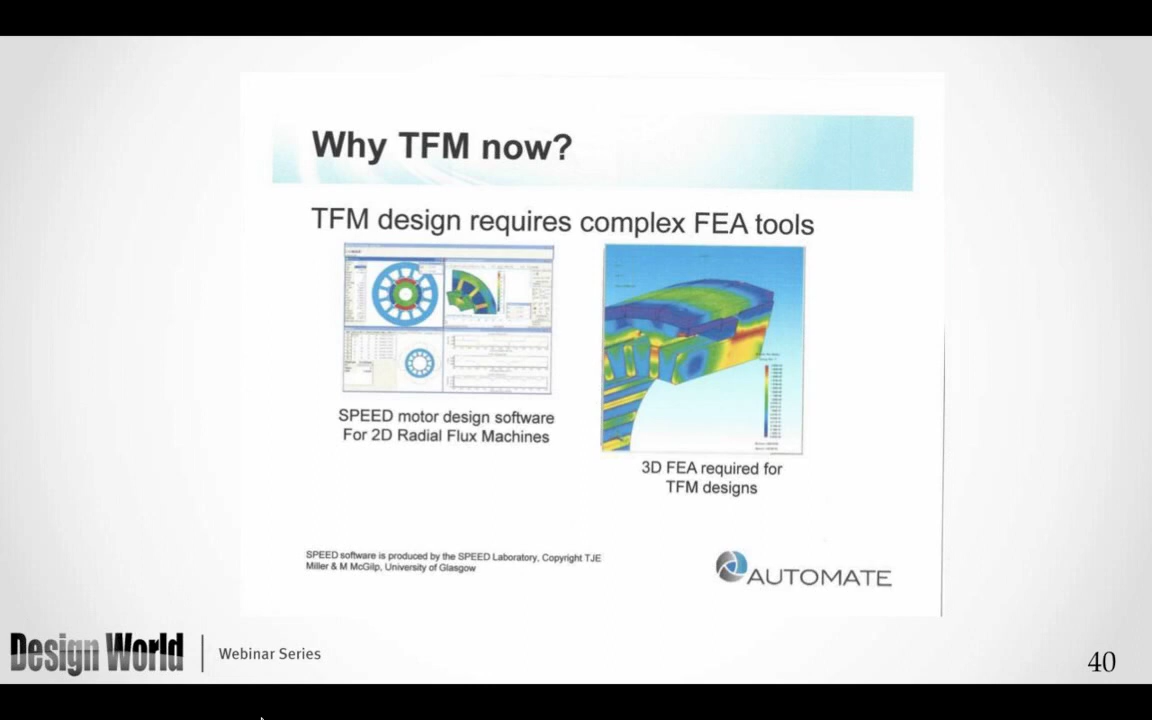 Why TFM now?
TFM design requires complex FEA tools
SPEED motor design software
For 2D Radial Flux Machines
3D FEA required for
TFM designs
SPEED software is produced by the SPEED Laboratory, Copyright TJE
Miller & M McGilp, University of Glasgow
AUTOMATE
Design World
Webinar Series
40